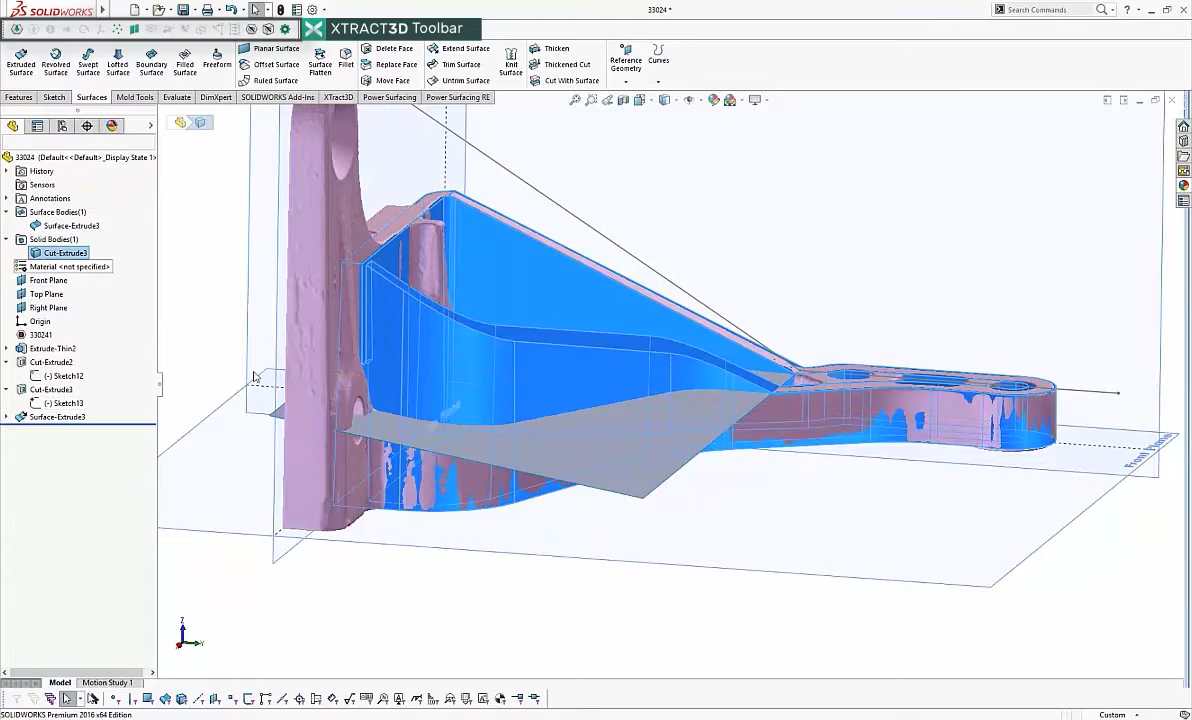 SOLIDWORKS
33024 *
Search Commands
XTRACT3D Toolbar
Extruded Surface
Revolved Surface
Swept Surface
Lofted Surface
Boundary Surface
Filled Surface
Freeform
Planar Surface
Offset Surface
Ruled Surface
Surface Flatten
Fillet
Delete Face
Replace Face
Move Face
Extend Surface
Trim Surface
Untrim Surface
Knit Surface
Thicken
Thickened Cut
Cut With Surface
Reference Geometry
Curves
Features
Sketch
Surfaces
Mold Tools
Evaluate
DimXpert
SOLIDWORKS Add-Ins
XTract3D
Power Surfacing
Power Surfacing RE
33024 (Default<<Default>_Display State 1>
History
Sensors
Annotations
Surface Bodies(1)
Surface-Extrude3
Solid Bodies(1)
Cut-Extrude3
Material <not specified>
Front Plane
Top Plane
Right Plane
Origin
330241
Extrude-Thin2
Cut-Extrude2
(-) Sketch12
Cut-Extrude3
(-) Sketch13
Surface-Extrude3
Front Plane
Z
Y
Model
Motion Study 1
SOLIDWORKS Premium 2016 x64 Edition
Custom